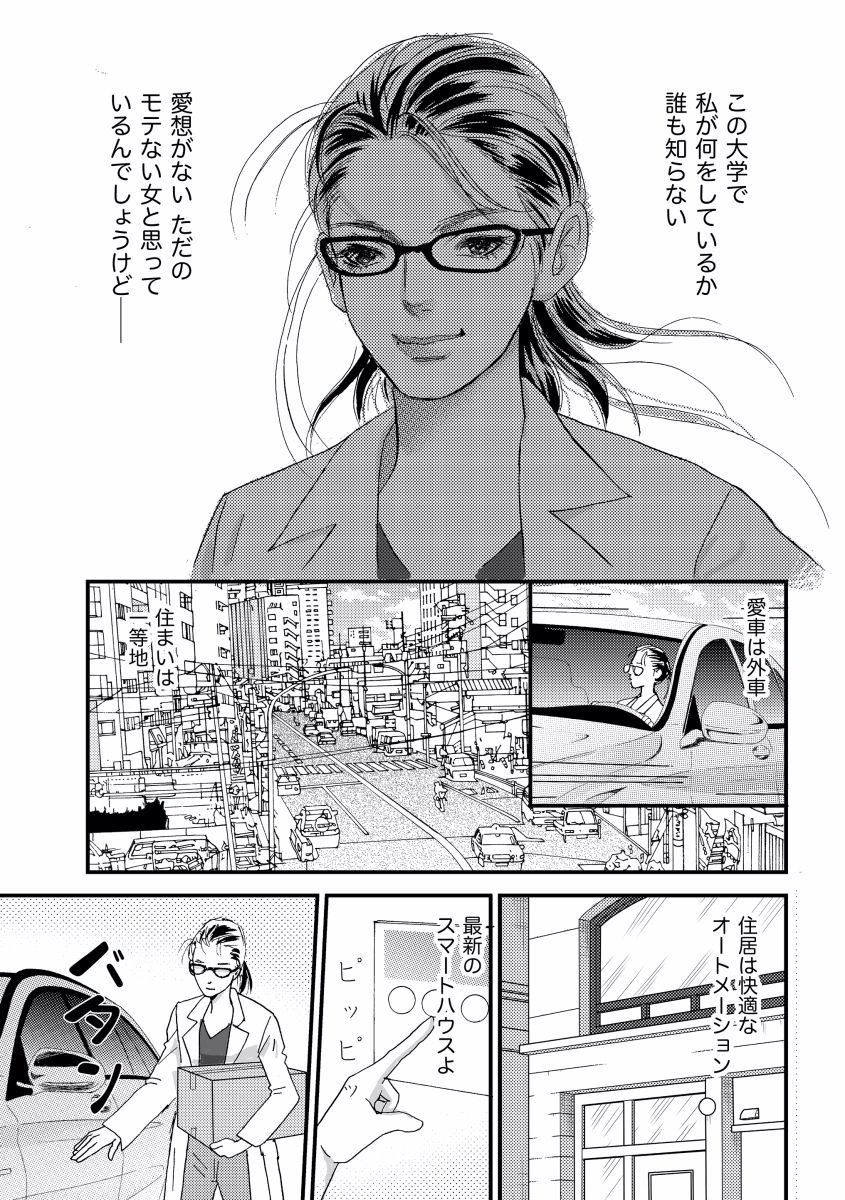 この大学で
私が何をしているか
誰も知らない
愛想がない ただの
モテない女と思って
いるんでしょうけど――
愛車は外車
住まいは
一等地
住居は快適な
オートメーション
最新の
スマートハウスよ
ピッピッ
バタン